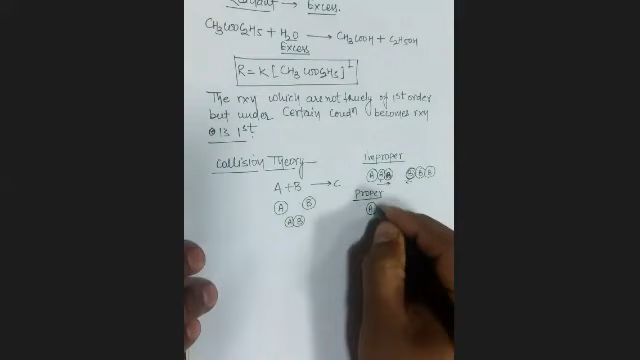 Reactant → Excess.
CH3COOC2H5 + H2O → CH3COOH + C2H5OH
Excess
R = K [CH3COOC2H5]^1
The rxn which are not truely of 1st order
but under certain condn becomes rxn
is 1st.
Collision Theory
A + B → C
A B
A B
Improper
proper
A